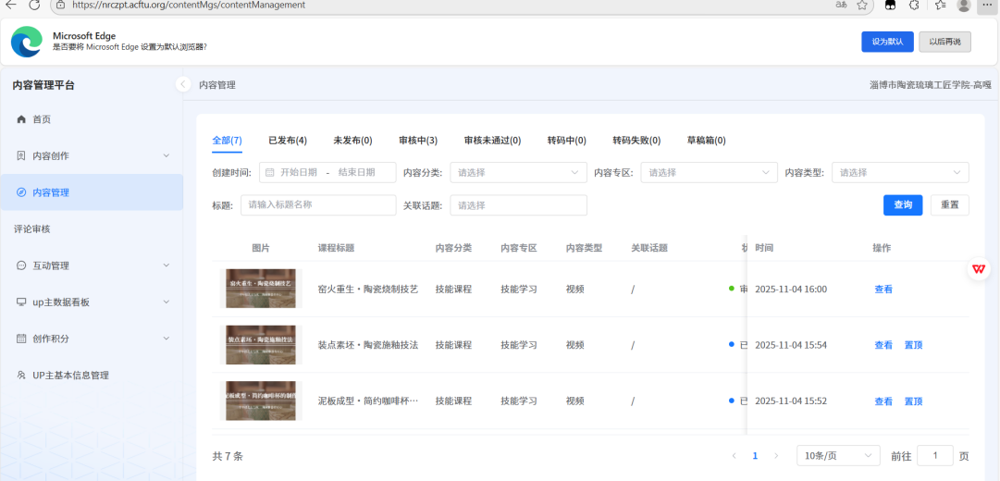 https://nrczpt.acftu.org/contentMgs/contentManagement
Microsoft Edge
是否要将 Microsoft Edge 设置为默认浏览器?
设为默认
以后再说
内容管理平台
内容管理
淄博市陶瓷琉璃工匠学院-高嘎
首页
内容创作
内容管理
评论审核
互动管理
up主数据看板
创作积分
UP主基本信息管理
全部(7) 已发布(4) 未发布(0) 审核中(3) 审核未通过(0) 转码中(0) 转码失败(0) 草稿箱(0)
创建时间: 开始日期 - 结束日期 内容分类: 请选择 内容专区: 请选择 内容类型: 请选择
标题: 请输入标题名称 关联话题: 请选择 查询 重置
图片 课程标题 内容分类 内容专区 内容类型 关联话题 时间 操作
窑火重生·陶瓷烧制技艺
窑火重生·陶瓷烧制技艺 技能课程 技能学习 视频 / 审 2025-11-04 16:00 查看
装点素坯·陶瓷施釉技法
装点素坯·陶瓷施釉技法 技能课程 技能学习 视频 / 已 2025-11-04 15:54 查看 置顶
泥板成型·简约咖啡杯的制作
泥板成型·简约咖啡杯… 技能课程 技能学习 视频 / 已 2025-11-04 15:52 查看 置顶
共 7 条
1
10条/页
前往 1 页